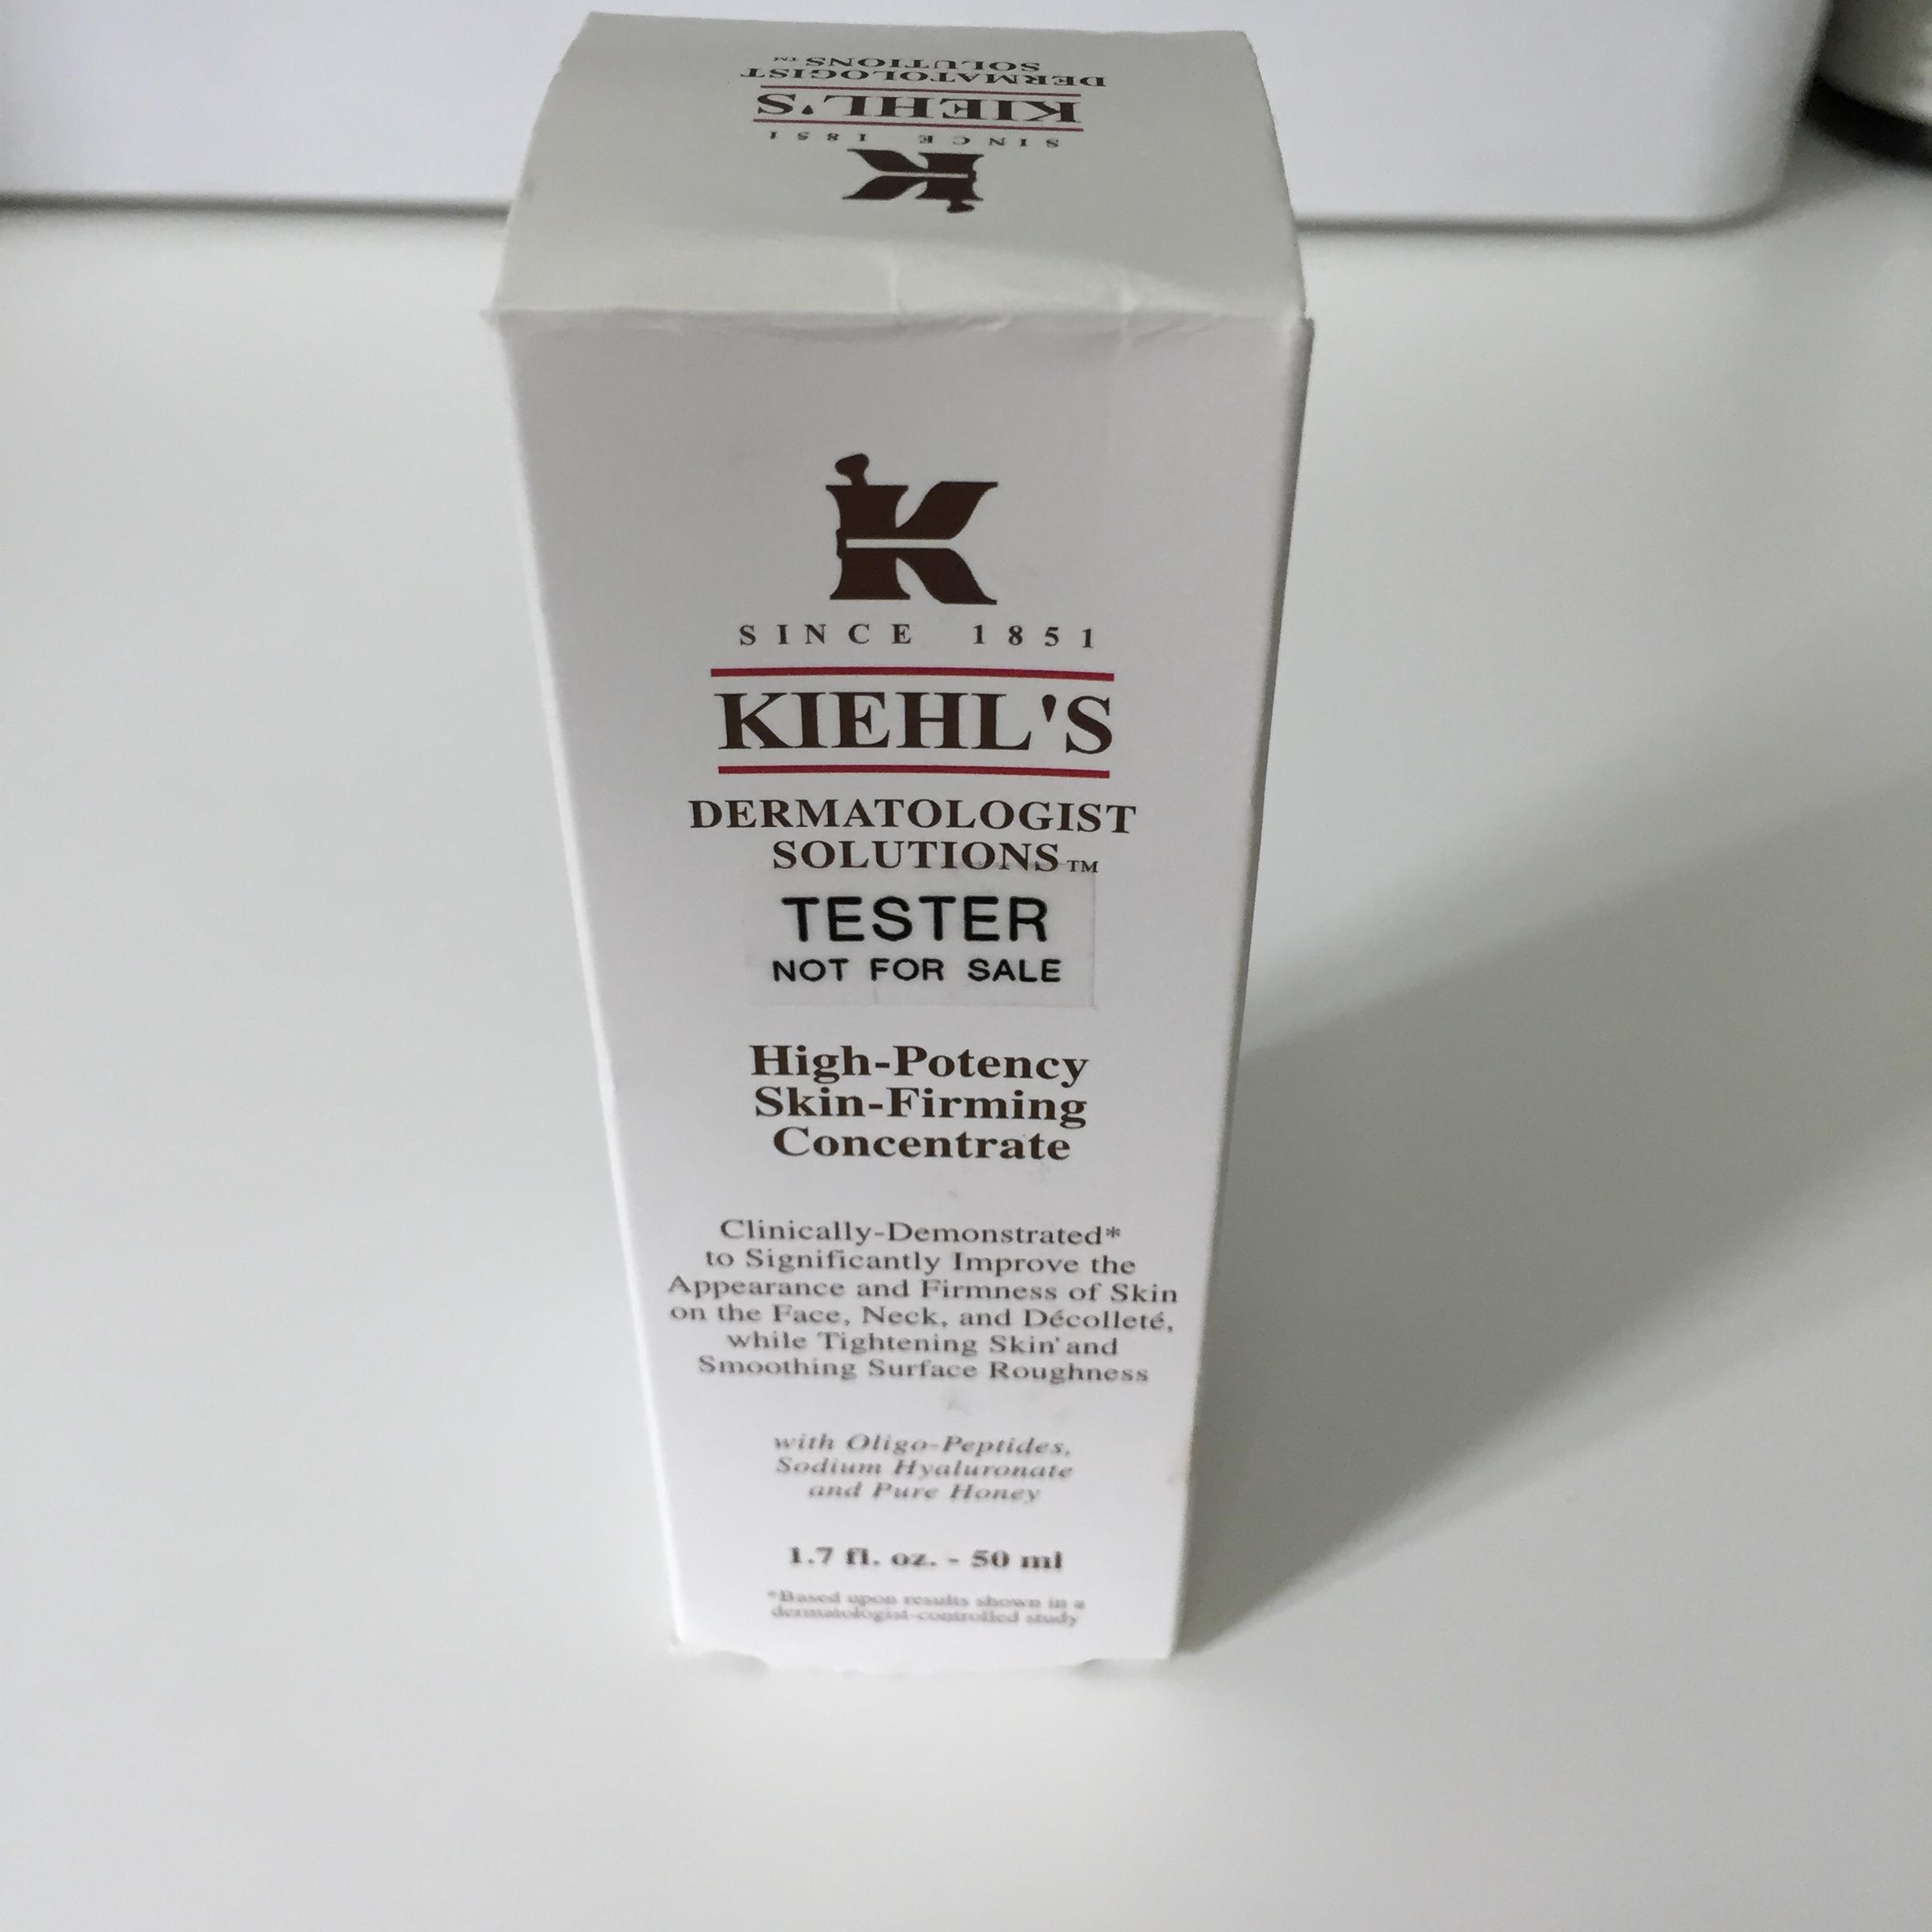 DERMATOLOGIST
SOLUTIONS™
KIEHL'S
SINCE 1851
K
K
SINCE 1851
KIEHL'S
DERMATOLOGIST
SOLUTIONS™
TESTER
NOT FOR SALE
High-Potency
Skin-Firming
Concentrate
Clinically-Demonstrated*
to Significantly Improve the
Appearance and Firmness of Skin
on the Face, Neck, and Décolleté,
while Tightening Skin and
Smoothing Surface Roughness
with Oligo-Peptides,
Sodium Hyaluronate
and Pure Honey
1.7 fl. oz. - 50 ml
*Based upon results shown in a
dermatologist-controlled study